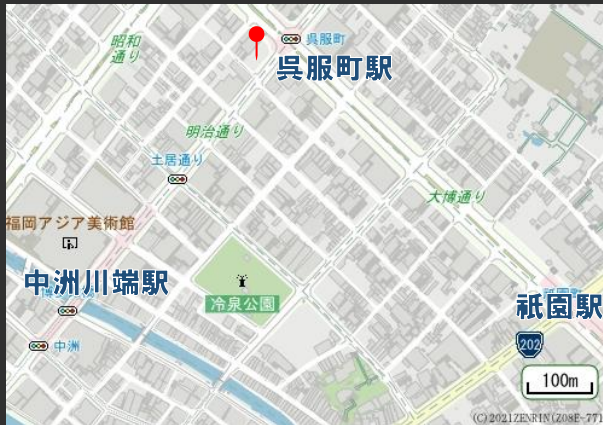 昭和
通り
呉服町
呉服町駅
明治通り
土居通り
大博通り
福岡アジア美術館
中洲川端駅
冷泉公園
祇園駅
中洲
202
100m
(C)2021ZENRIN(Z08E-771